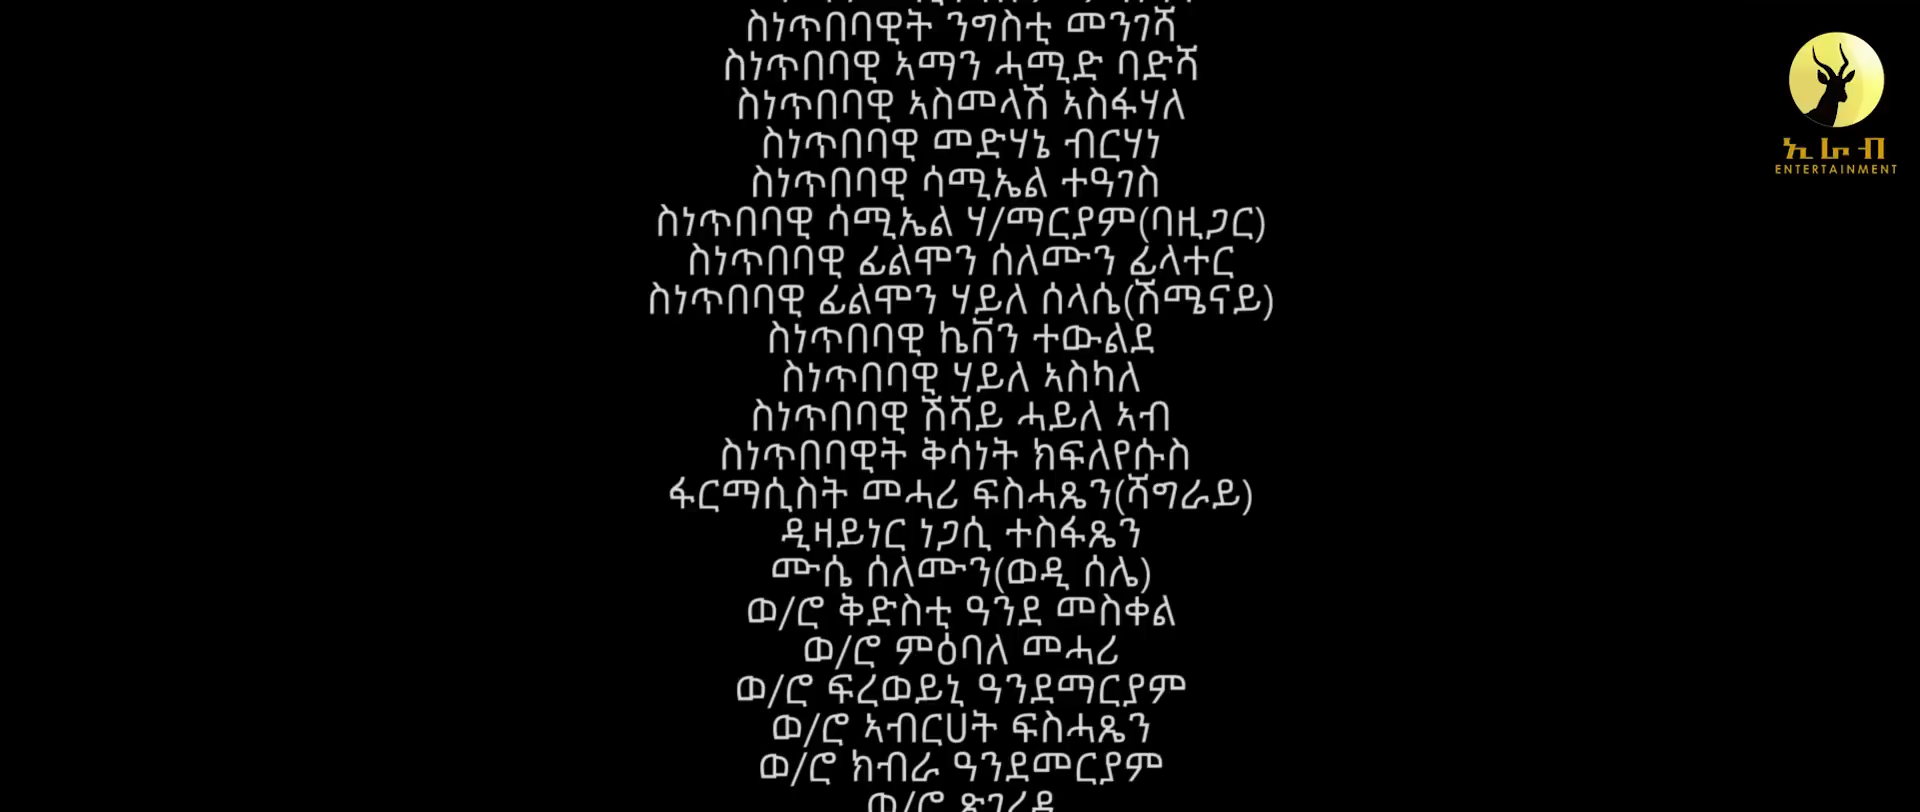 ስነጥበባዊት ንግስቲ መንገሻ
ስነጥበባዊ ኣማን ሓሚድ ባድሻ
ስነጥበባዊ ኣስመላሽ ኣስፋሃለ
ስነጥበባዊ መድሃኔ ብርሃነ
ስነጥበባዊ ሳሚኤል ተዓገስ
ስነጥበባዊ ሳሚኤል ሃ/ማርያም(ባዚጋር)
ስነጥበባዊ ፊልሞን ሰለሙን ፊላተር
ስነጥበባዊ ፊልሞን ሃይለ ሰላሴ(ሽሜናይ)
ስነጥበባዊ ኬቨን ተውልደ
ስነጥበባዊ ሃይለ ኣስካለ
ስነጥበባዊ ሽሻይ ሓይለ ኣብ
ስነጥበባዊት ቅሳነት ክፍለየሱስ
ፋርማሲስት መሓሪ ፍስሓጼን(ሻግራይ)
ዲዛይነር ነጋሲ ተስፋጼን
ሙሴ ሰለሙን(ወዲ ሰሌ)
ወ/ሮ ቅድስቲ ዓንደ መስቀል
ወ/ሮ ምዕባለ መሓሪ
ወ/ሮ ፍረወይኒ ዓንደማርያም
ወ/ሮ ኣብርሀት ፍስሓጼን
ወ/ሮ ክብራ ዓንደመርያም
ወ/ሮ
ENTERTAINMENT